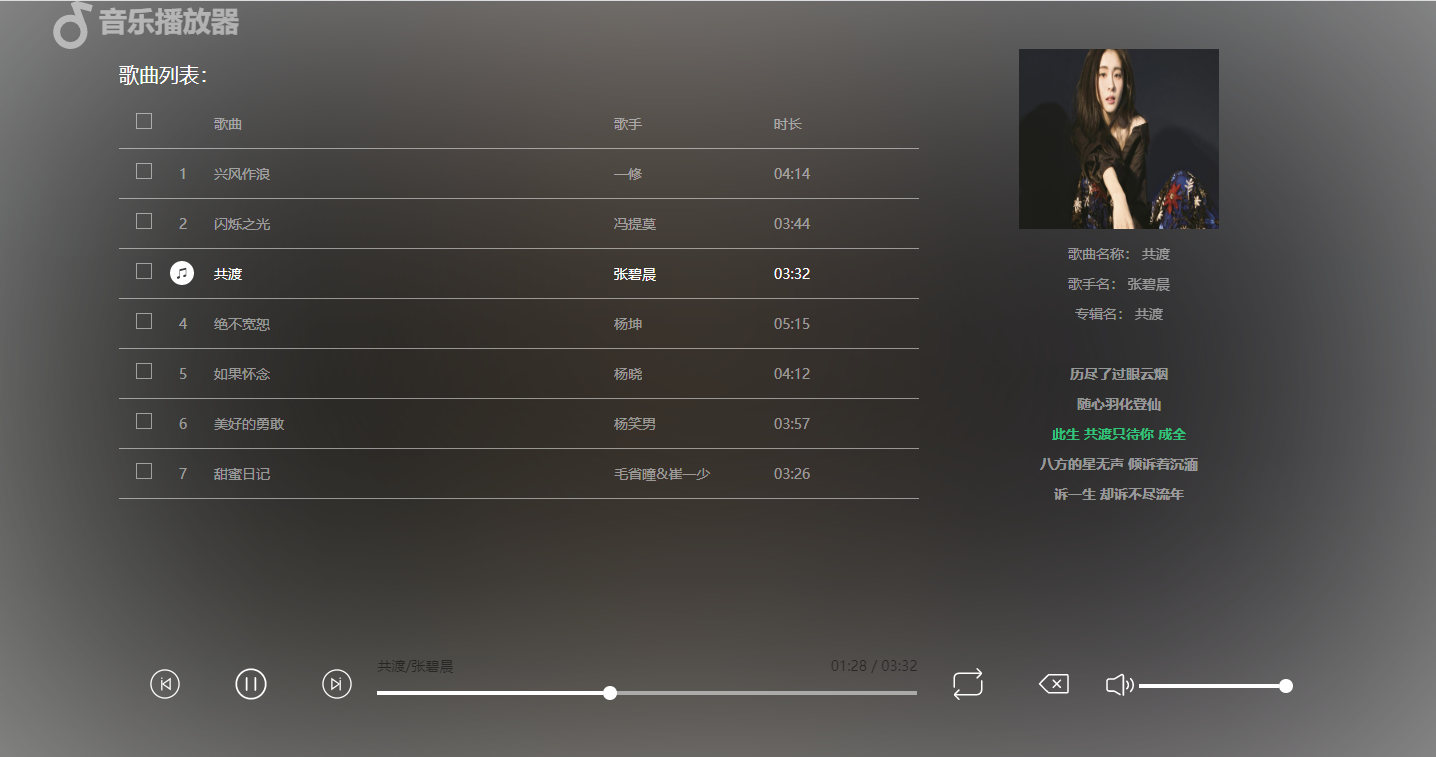 音乐播放器
歌曲列表：
歌曲 歌手 时长
1 兴风作浪 一修 04:14
2 闪烁之光 冯提莫 03:44
共渡 张碧晨 03:32
4 绝不宽恕 杨坤 05:15
5 如果怀念 杨晓 04:12
6 美好的勇敢 杨笑男 03:57
7 甜蜜日记 毛省瞳&崔一少 03:26
歌曲名称： 共渡
歌手名： 张碧晨
专辑名： 共渡
历尽了过眼云烟
随心羽化登仙
此生 共渡只待你 成全
八方的星无声 倾诉着沉湎
诉一生 却诉不尽流年
共渡/张碧晨 01:28 / 03:32